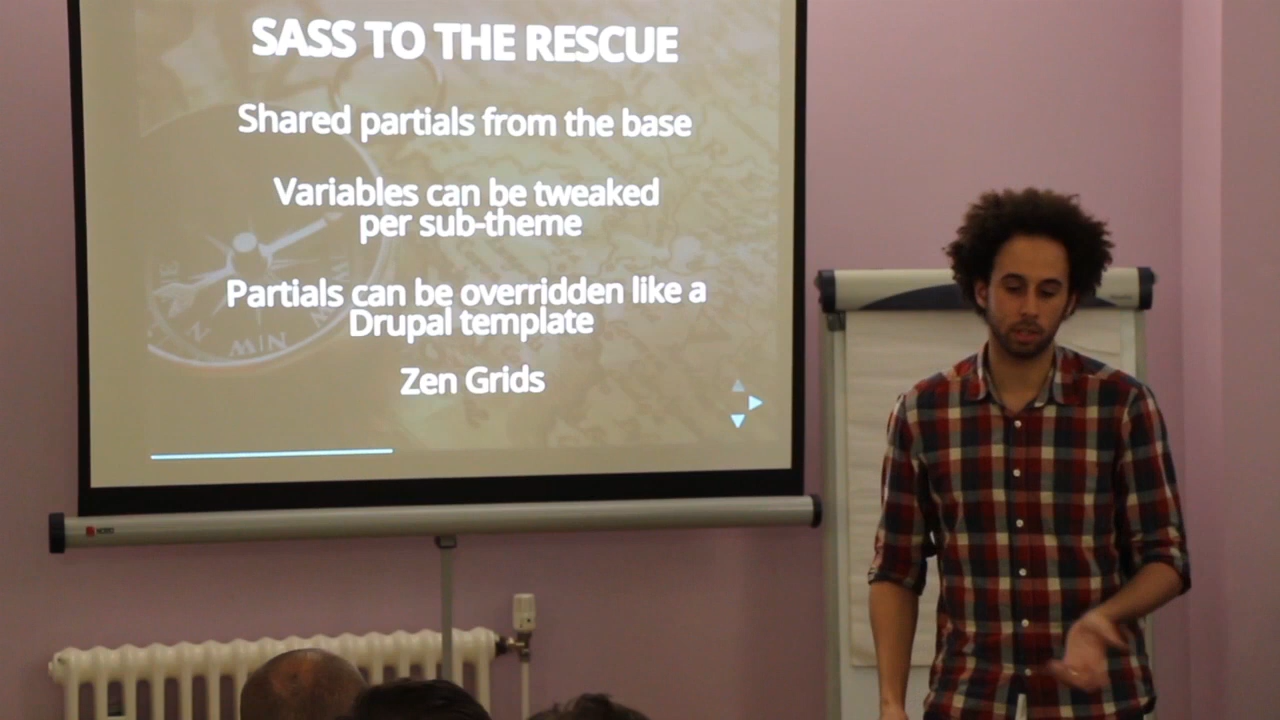 SASS TO THE RESCUE
Shared partials from the base
Variables can be tweaked
per sub-theme
Partials can be overridden like a
Drupal template
Zen Grids